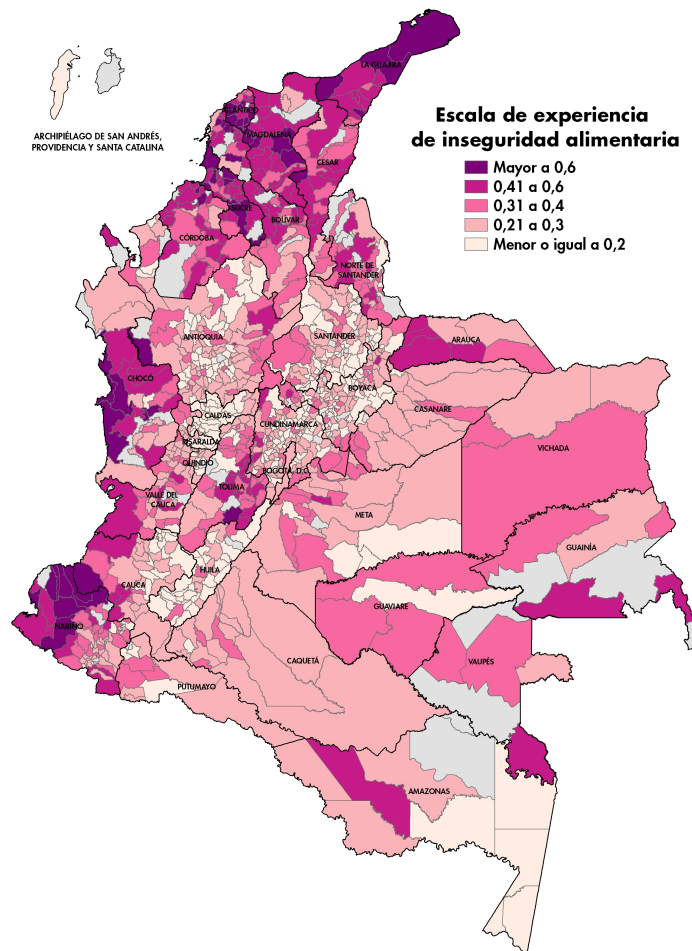 LA GUAJIRA
ATLÁNTICO
ARCHIPIÉLAGO DE SAN ANDRÉS,
PROVIDENCIA Y SANTA CATALINA
MAGDALENA
CESAR
Escala de experiencia
de inseguridad alimentaria
Mayor a 0,6
0,41 a 0,6
0,31 a 0,4
0,21 a 0,3
Menor o igual a 0,2
SUCRE
BOLÍVAR
CÓRDOBA
NORTE DE
SANTANDER
ANTIOQUIA
SANTANDER
ARAUCA
CHOCÓ
BOYACA
CALDAS
CASANARE
CUNDINAMARCA
RISARALDA
VICHADA
QUINDIO
BOGOTÁ, D.C.
TOLIMA
VALLE DEL
CAUCA
META
GUAINÍA
HUILA
CAUCA
GUAVIARE
NARIÑO
CAQUETÁ
VAUPÉS
PUTUMAYO
AMAZONAS